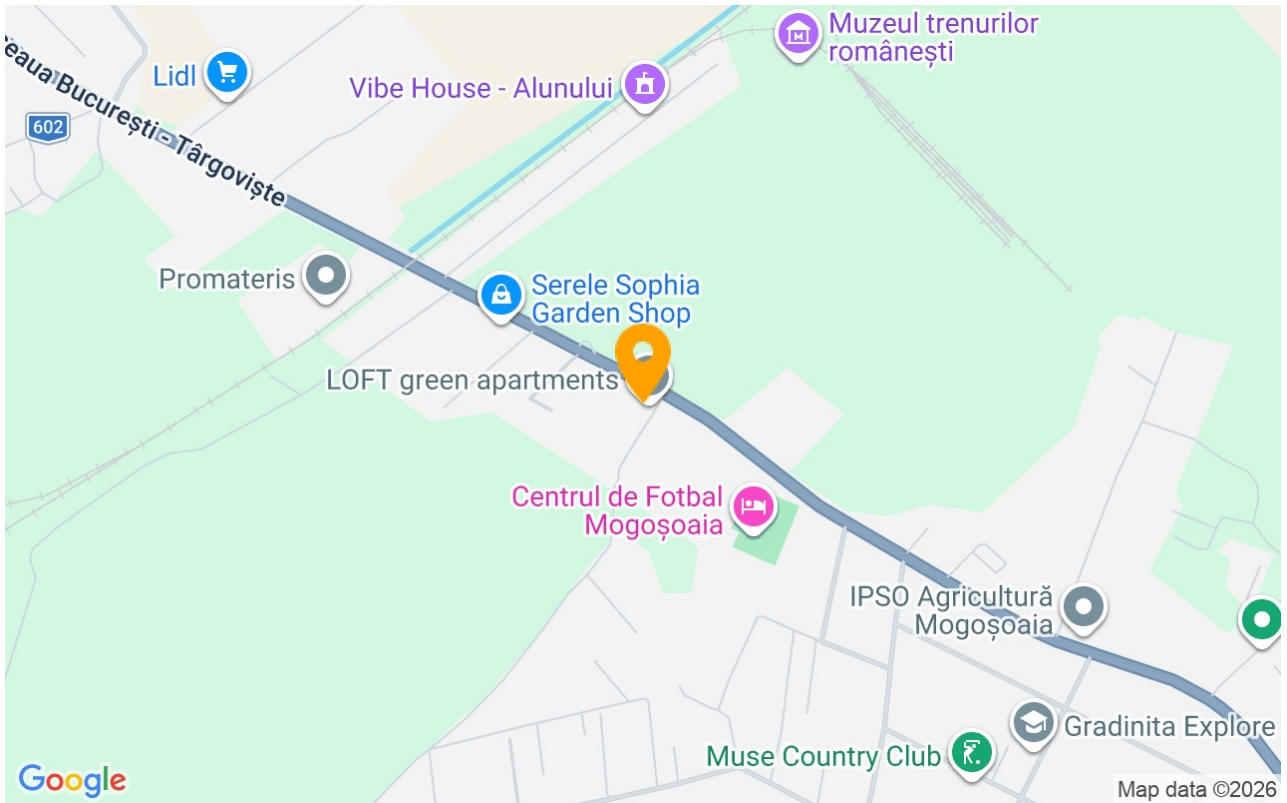 Muzeul trenurilor
românești
Lidl
Vibe House - Alunului
602
eaua București - Târgoviște
Promateris
Serele Sophia
Garden Shop
LOFT green apartments
Centrul de Fotbal
Mogoșoaia
IPSO Agricultură
Mogoșoaia
Gradinita Explore
Muse Country Club
Google
Map data ©2026